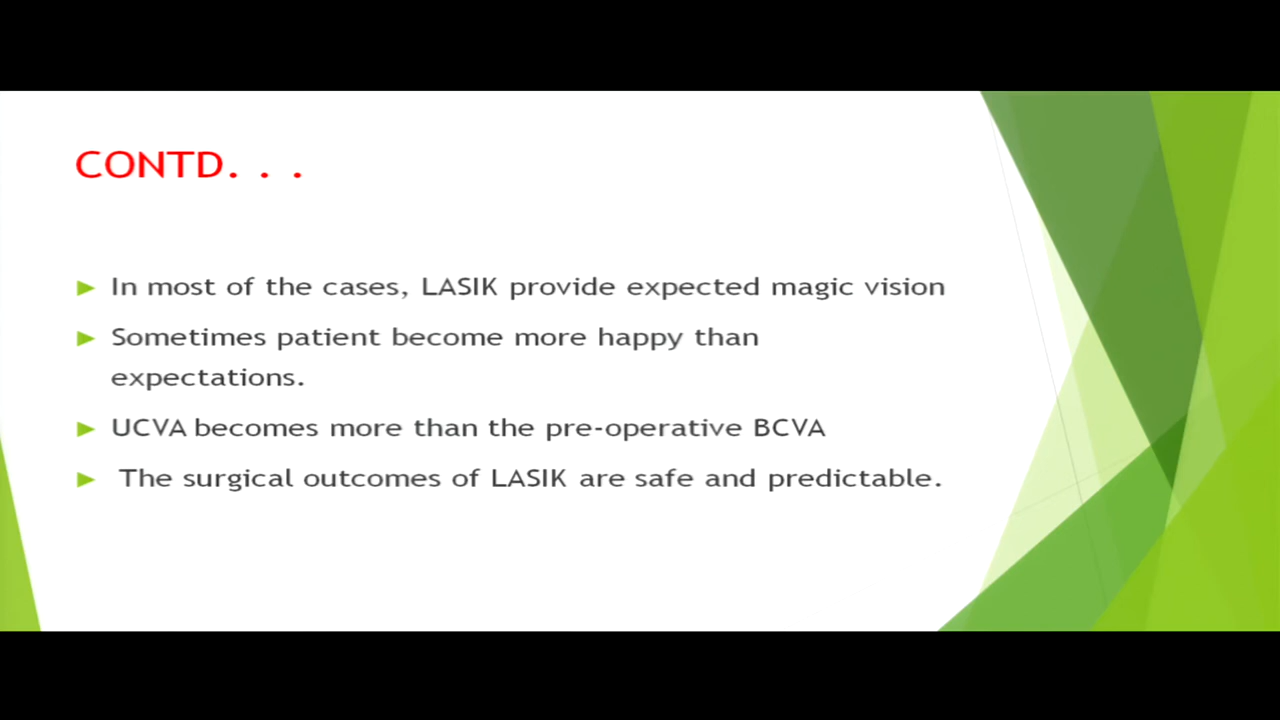 CONTD. . .
In most of the cases, LASIK provide expected magic vision
Sometimes patient become more happy than
expectations.
UCVA becomes more than the pre-operative BCVA
The surgical outcomes of LASIK are safe and predictable.